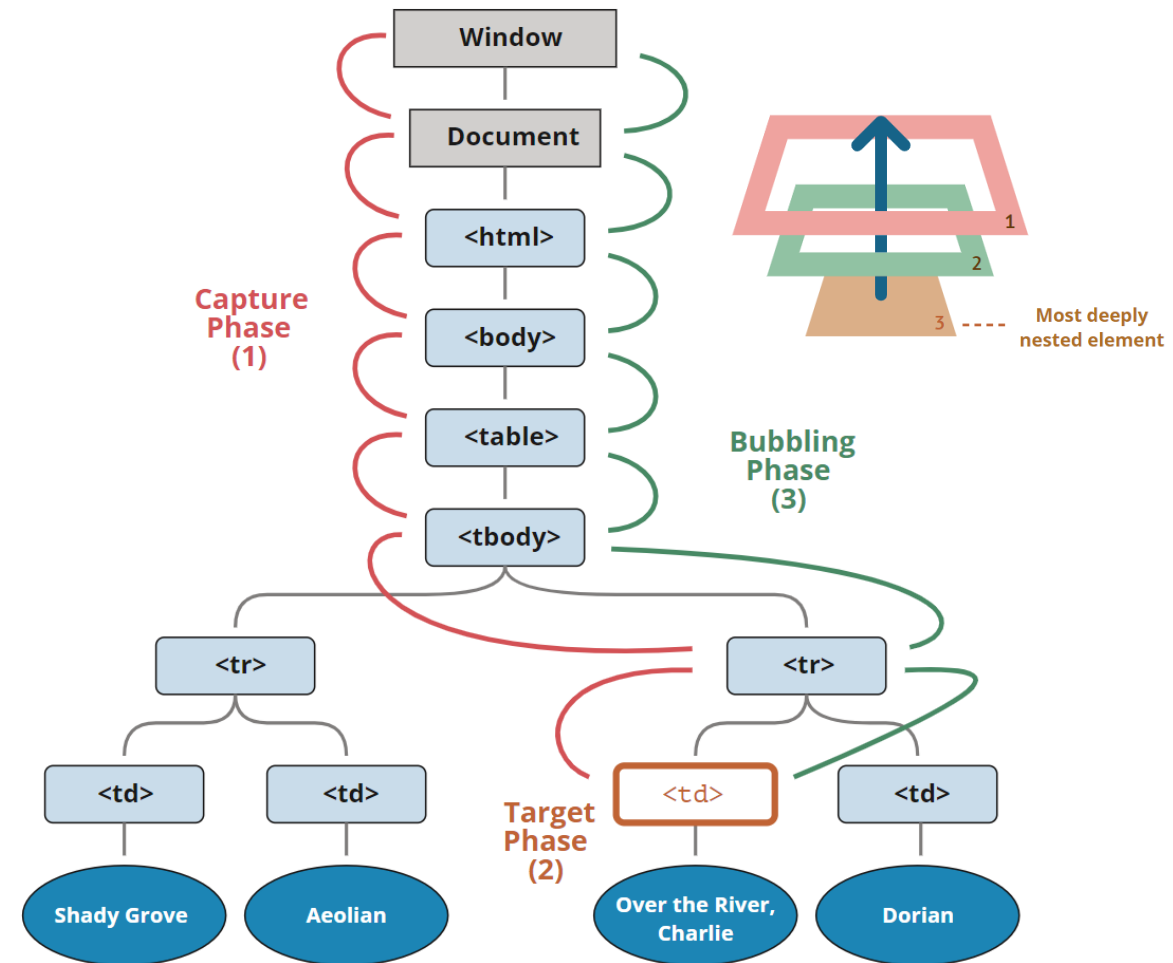 Window
Document
<html>
1
2
Capture
Phase
(1)
3
Most deeply
nested element
<body>
<table>
Bubbling
Phase
(3)
<tbody>
<tr>
<tr>
<td>
<td>
<td>
<td>
Target
Phase
(2)
Shady Grove
Aeolian
Over the River,
Charlie
Dorian